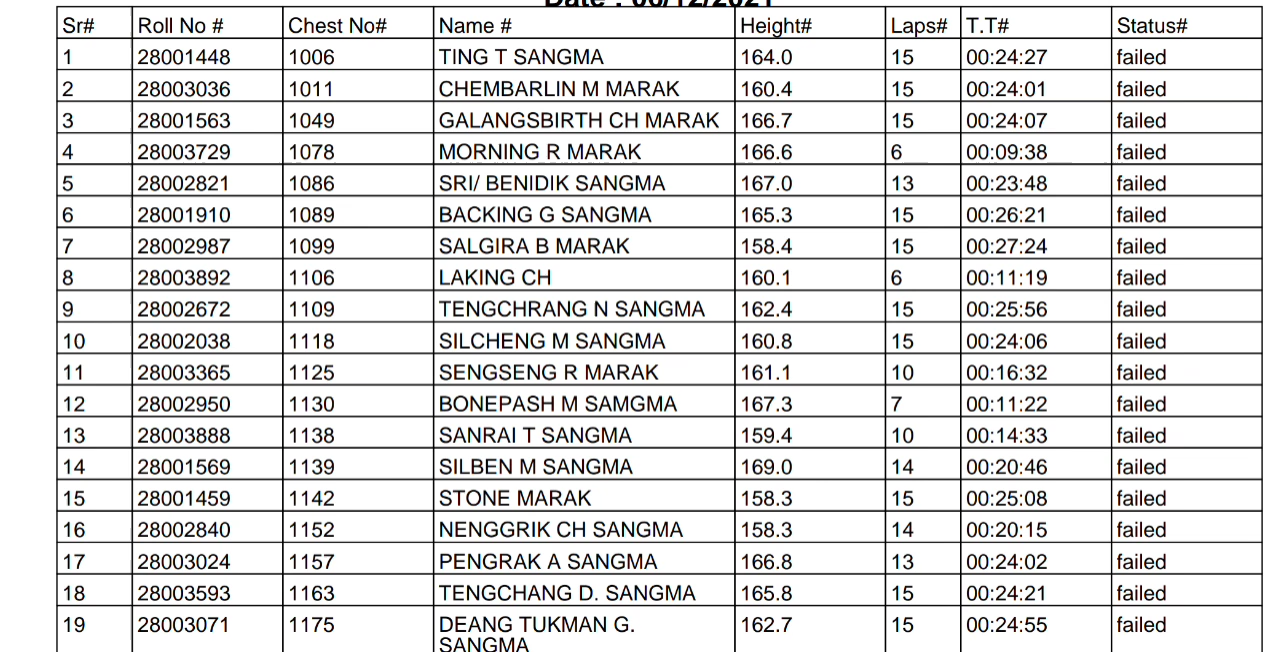 Date : 06/12/2021
Sr# Roll No # Chest No# Name # Height# Laps# T.T# Status#
1 28001448 1006 TING T SANGMA 164.0 15 00:24:27 failed
2 28003036 1011 CHEMBARLIN M MARAK 160.4 15 00:24:01 failed
3 28001563 1049 GALANGSBIRTH CH MARAK 166.7 15 00:24:07 failed
4 28003729 1078 MORNING R MARAK 166.6 6 00:09:38 failed
5 28002821 1086 SRI/ BENIDIK SANGMA 167.0 13 00:23:48 failed
6 28001910 1089 BACKING G SANGMA 165.3 15 00:26:21 failed
7 28002987 1099 SALGIRA B MARAK 158.4 15 00:27:24 failed
8 28003892 1106 LAKING CH 160.1 6 00:11:19 failed
9 28002672 1109 TENGCHRANG N SANGMA 162.4 15 00:25:56 failed
10 28002038 1118 SILCHENG M SANGMA 160.8 15 00:24:06 failed
11 28003365 1125 SENGSENG R MARAK 161.1 10 00:16:32 failed
12 28002950 1130 BONEPASH M SAMGMA 167.3 7 00:11:22 failed
13 28003888 1138 SANRAI T SANGMA 159.4 10 00:14:33 failed
14 28001569 1139 SILBEN M SANGMA 169.0 14 00:20:46 failed
15 28001459 1142 STONE MARAK 158.3 15 00:25:08 failed
16 28002840 1152 NENGGRIK CH SANGMA 158.3 14 00:20:15 failed
17 28003024 1157 PENGRAK A SANGMA 166.8 13 00:24:02 failed
18 28003593 1163 TENGCHANG D. SANGMA 165.8 15 00:24:21 failed
19 28003071 1175 DEANG TUKMAN G. 162.7 15 00:24:55 failed
SANGMA